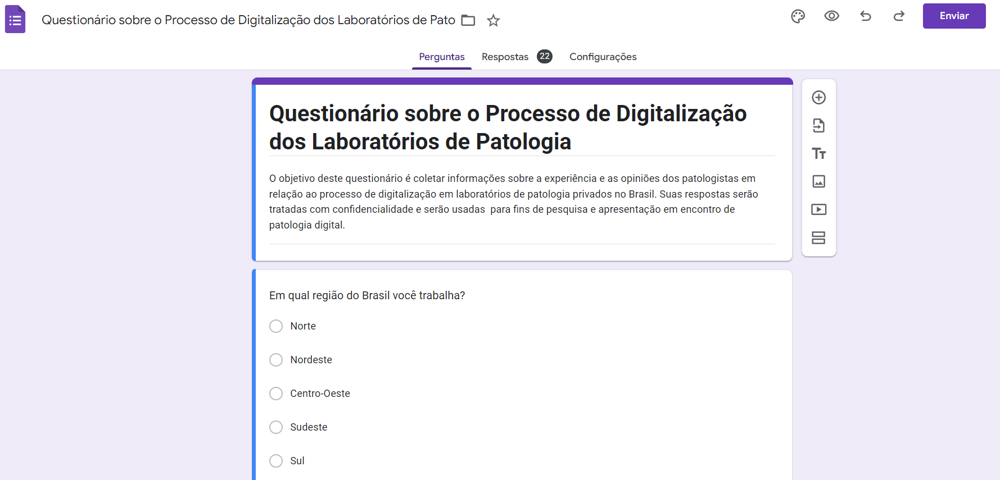 Questionário sobre o Processo de Digitalização dos Laboratórios de Pato
Enviar
Perguntas
Respostas 22
Configurações
Questionário sobre o Processo de Digitalização
dos Laboratórios de Patologia
O objetivo deste questionário é coletar informações sobre a experiência e as opiniões dos patologistas em
relação ao processo de digitalização em laboratórios de patologia privados no Brasil. Suas respostas serão
tratadas com confidencialidade e serão usadas  para fins de pesquisa e apresentação em encontro de
patologia digital.
Em qual região do Brasil você trabalha?
Norte
Nordeste
Centro-Oeste
Sudeste
Sul